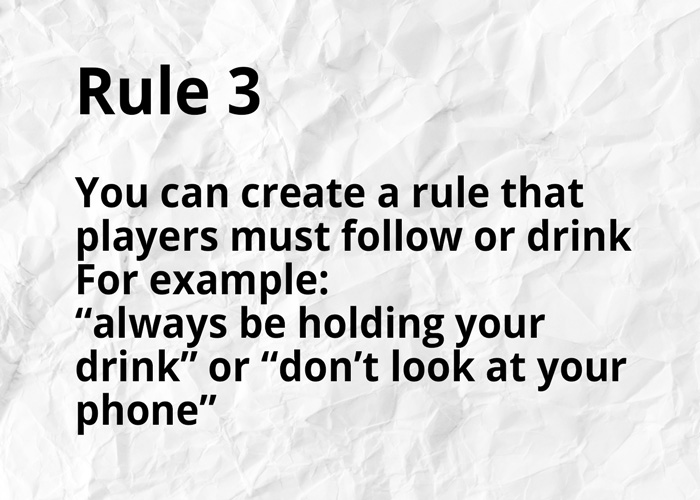 Rule 3
You can create a rule that
players must follow or drink
For example:
“always be holding your
drink” or “don’t look at your
phone”